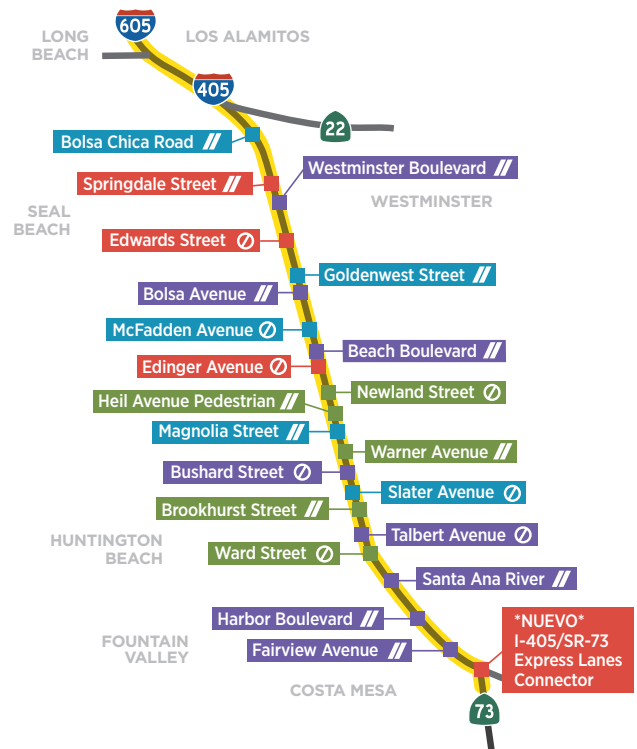 605
LONG
BEACH
LOS ALAMITOS
405
22
Bolsa Chica Road
Westminster Boulevard
Springdale Street
WESTMINSTER
SEAL
BEACH
Edwards Street
Goldenwest Street
Bolsa Avenue
McFadden Avenue
Beach Boulevard
Edinger Avenue
Newland Street
Heil Avenue Pedestrian
Magnolia Street
Warner Avenue
Bushard Street
Slater Avenue
Brookhurst Street
Talbert Avenue
HUNTINGTON
BEACH
Ward Street
Santa Ana River
Harbor Boulevard
*NUEVO*
I-405/SR-73
Express Lanes
Connector
FOUNTAIN
VALLEY
Fairview Avenue
COSTA MESA
73